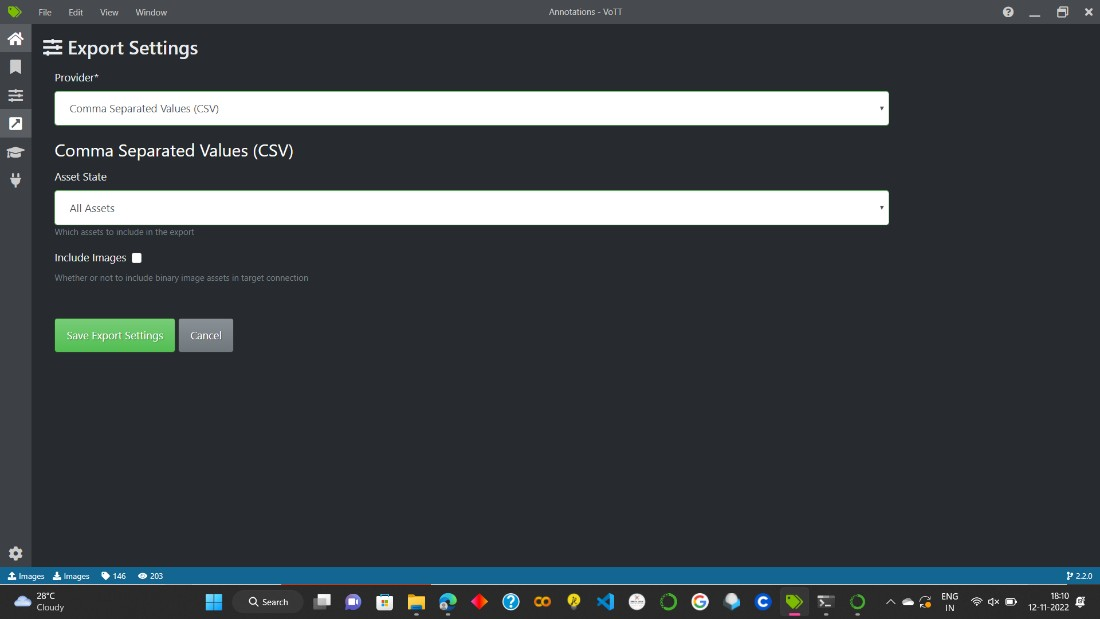 File Edit View Window Annotations - VoTT
Export Settings
Provider*
Comma Separated Values (CSV)
Comma Separated Values (CSV)
Asset State
All Assets
Which assets to include in the export
Include Images
Whether or not to include binary image assets in target connection
Save Export Settings Cancel
Images Images 146 203 2.2.0
28°C
Cloudy
Search
ENG
IN
18:10
12-11-2022